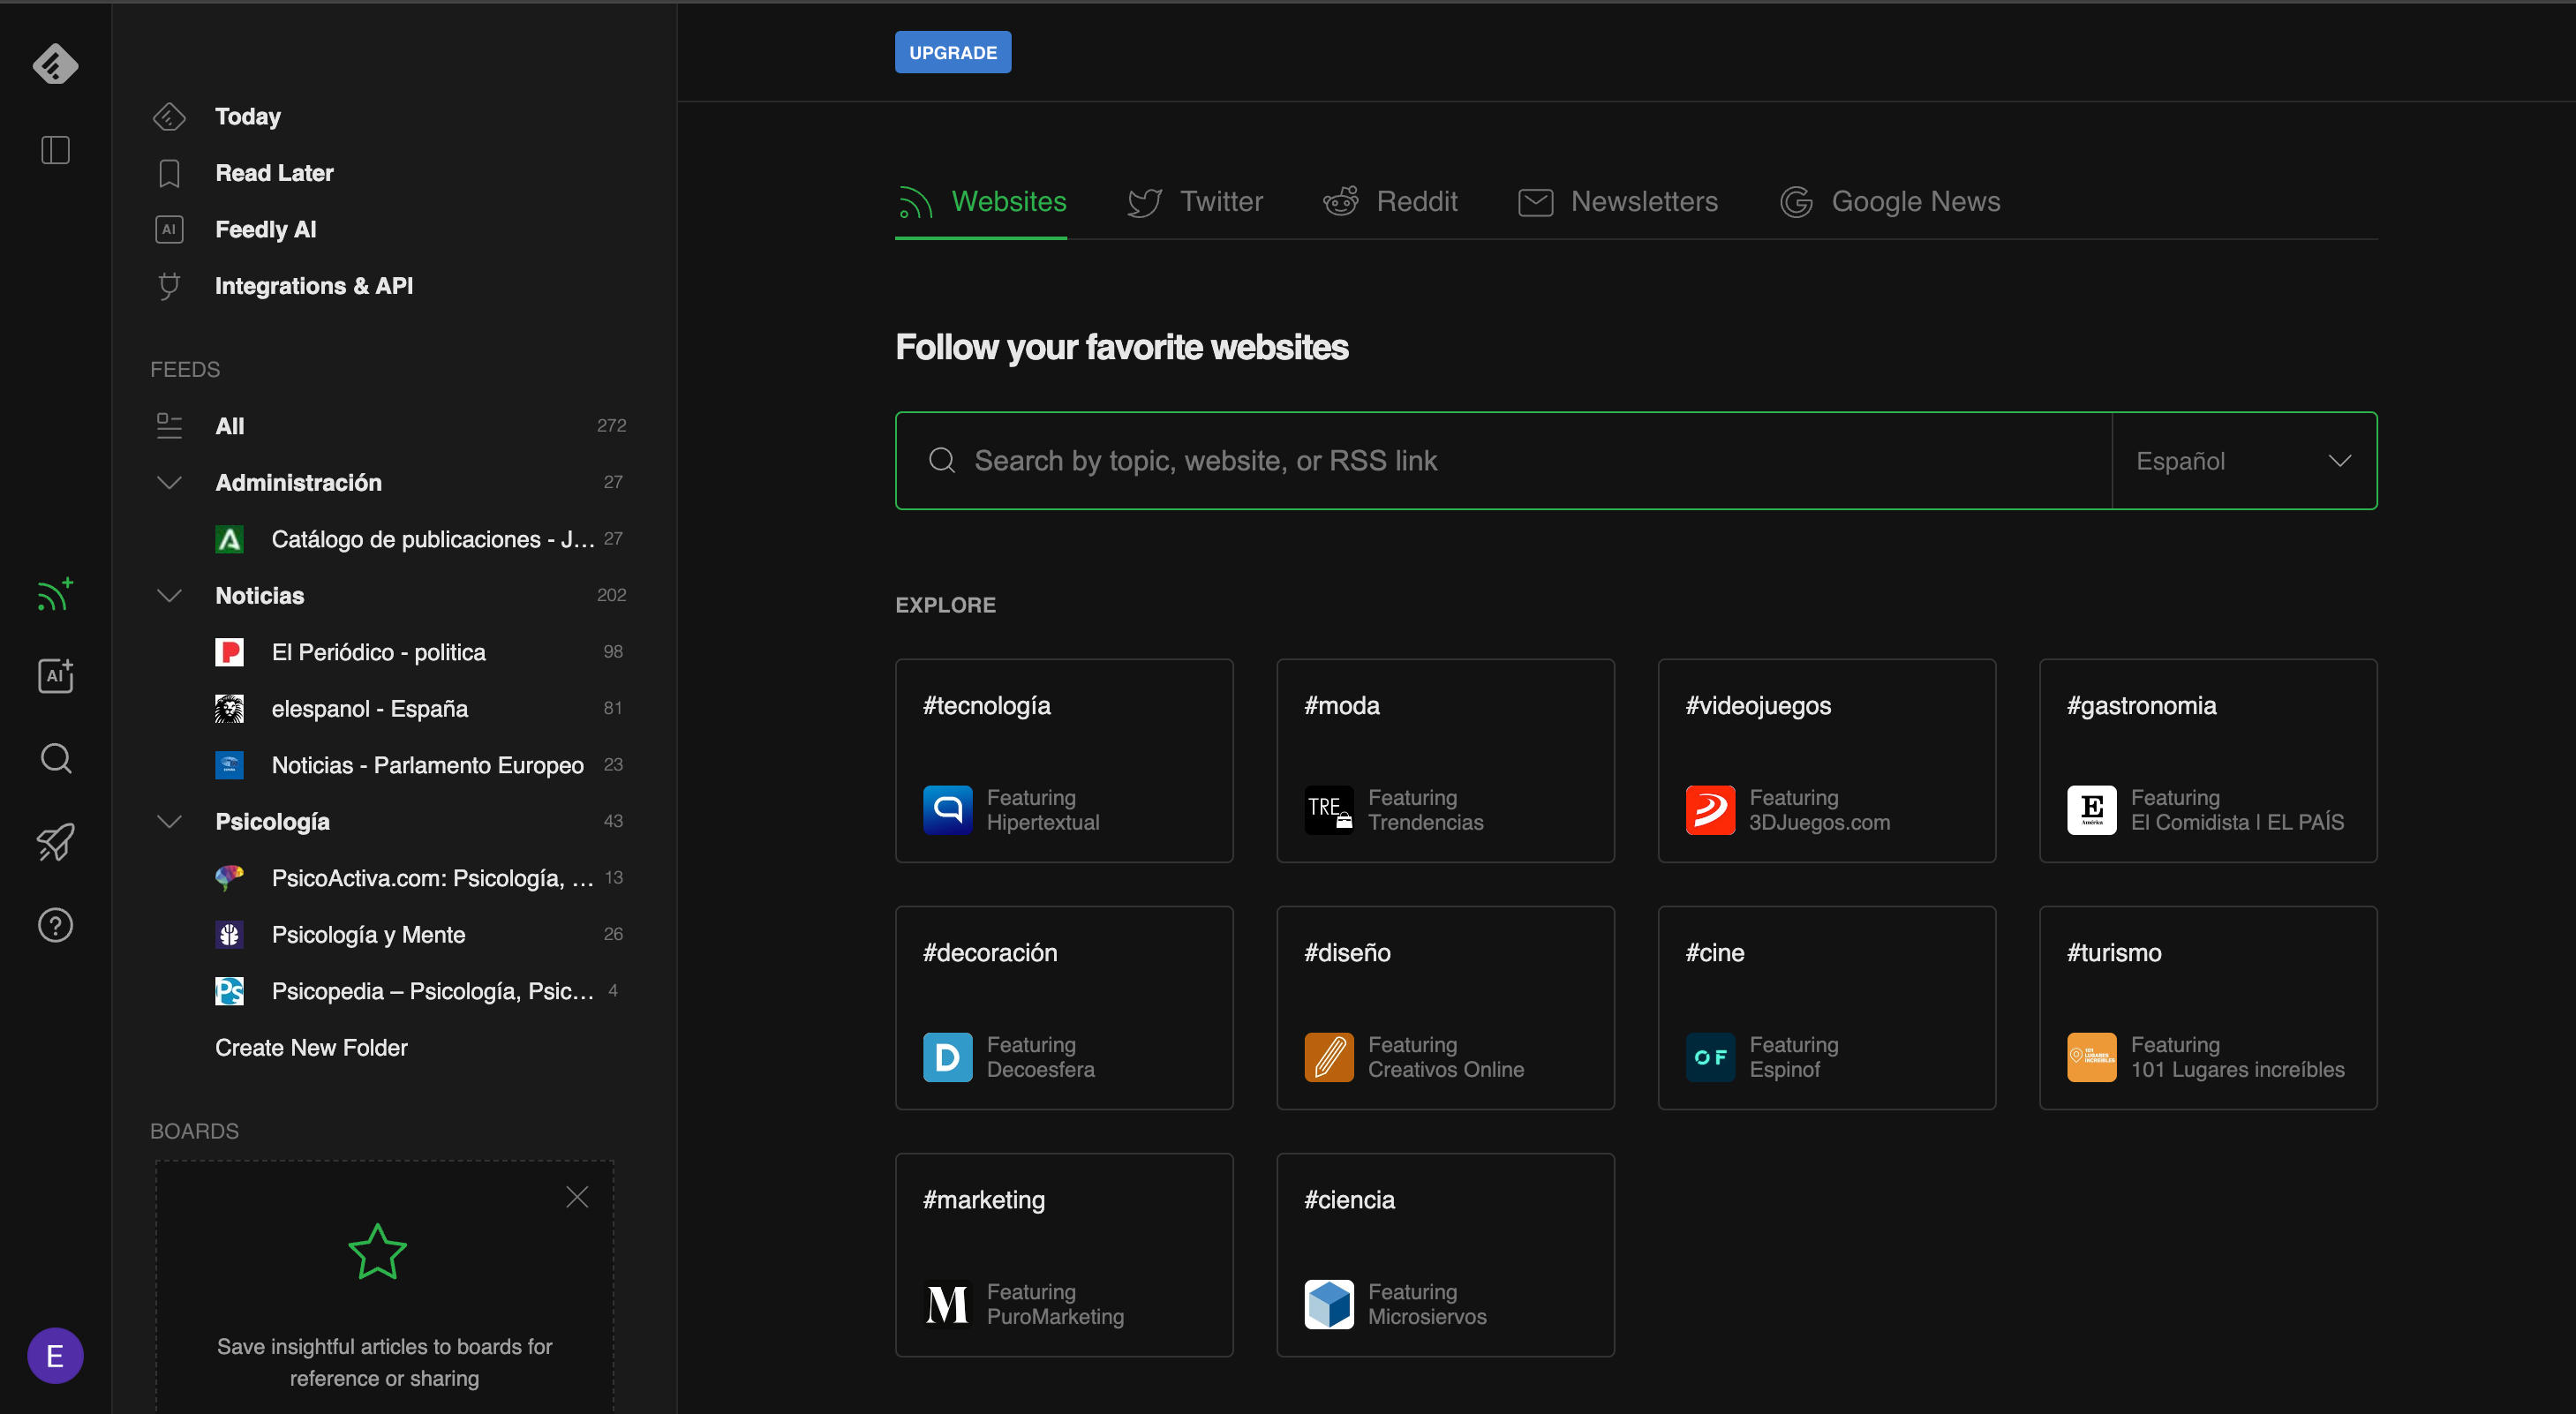 UPGRADE
Today
Read Later
AI
Feedly AI
Integrations & API
FEEDS
All 272
Administración 27
Catálogo de publicaciones - J... 27
Noticias 202
El Periódico - politica 98
elespanol - España 81
Noticias - Parlamento Europeo 23
Psicología 43
PsicoActiva.com: Psicología, ... 13
Psicología y Mente 26
Psicopedia – Psicología, Psic... 4
Create New Folder
BOARDS
Save insightful articles to boards for
reference or sharing
AI
E
Websites Twitter Reddit Newsletters Google News
Follow your favorite websites
Search by topic, website, or RSS link Español
EXPLORE
#tecnología
Featuring
Hipertextual
#moda
TRE
Featuring
Trendencias
#videojuegos
Featuring
3DJuegos.com
#gastronomia
E
América
Featuring
El Comidista | EL PAÍS
#decoración
D
Featuring
Decoesfera
#diseño
Featuring
Creativos Online
#cine
OF
Featuring
Espinof
#turismo
101
LUGARES
INCREÍBLES
Featuring
101 Lugares increíbles
#marketing
M
Featuring
PuroMarketing
#ciencia
Featuring
Microsiervos